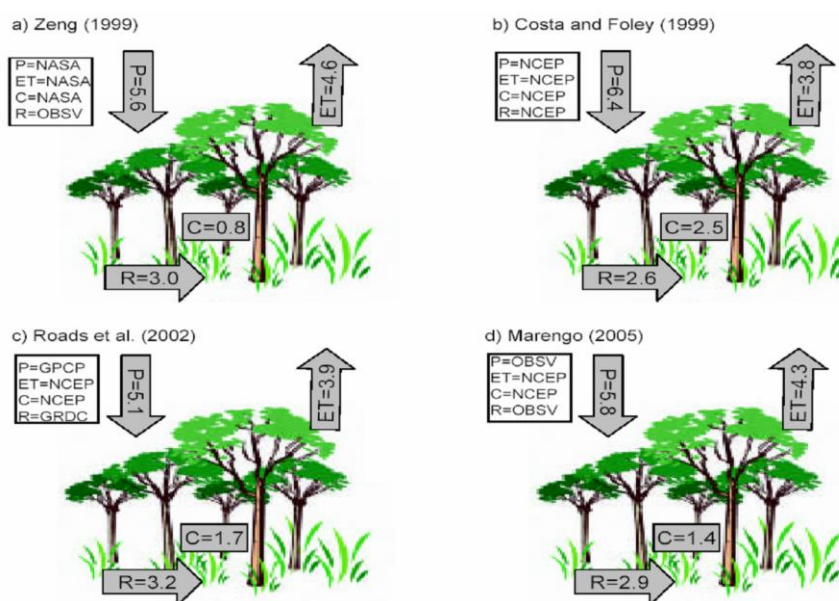 a) Zeng (1999)
P=NASA
ET=NASA
C=NASA
R=OBSV
P=5.6
ET=4.6
C=0.8
R=3.0
b) Costa and Foley (1999)
P=NCEP
ET=NCEP
C=NCEP
R=NCEP
P=6.4
ET=3.8
C=2.5
R=2.6
c) Roads et al. (2002)
P=GPCP
ET=NCEP
C=NCEP
R=GRDC
P=5.1
ET=3.9
C=1.7
R=3.2
d) Marengo (2005)
P=OBSV
ET=NCEP
C=NCEP
R=OBSV
P=5.8
ET=4.3
C=1.4
R=2.9